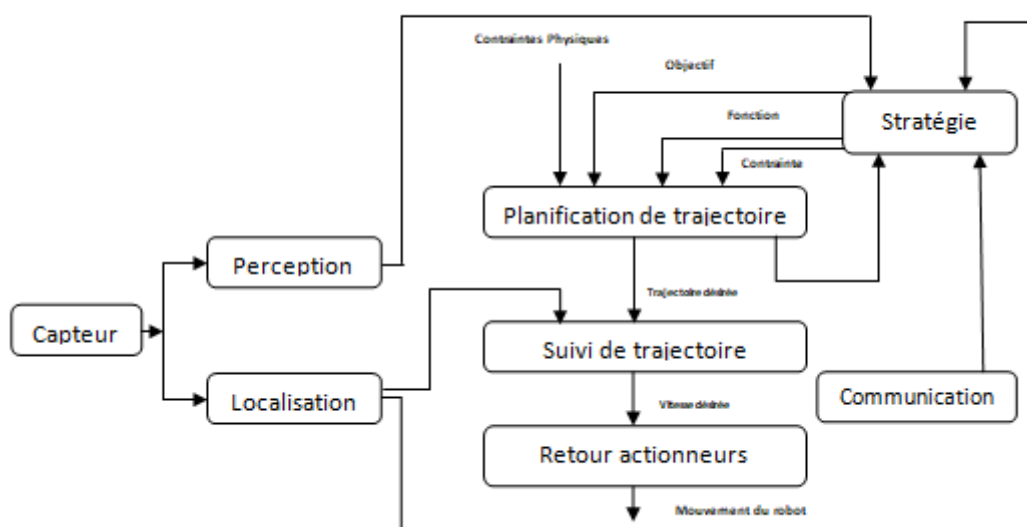 Contraintes Physiques
Objectif
Stratégie
Fonction
Contrainte
Planification de trajectoire
Perception
Trajectoire désirée
Capteur
Suivi de trajectoire
Localisation
Communication
Vitesse désirée
Retour actionneurs
Mouvement du robot